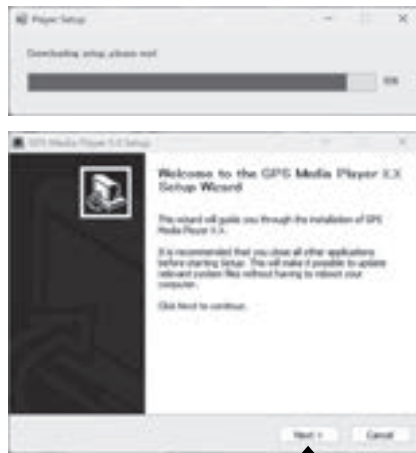 Player Setup
Downloading setup, please wait
GPS Media Player X.X Setup
Welcome to the GPS Media Player X.X
Setup Wizard
This wizard will guide you through the installation of GPS
Media Player X.X.
It is recommended that you close all other applications
before starting Setup. This will make it possible to update
relevant system files without having to reboot your
computer.
Click Next to continue.
Next >
Cancel